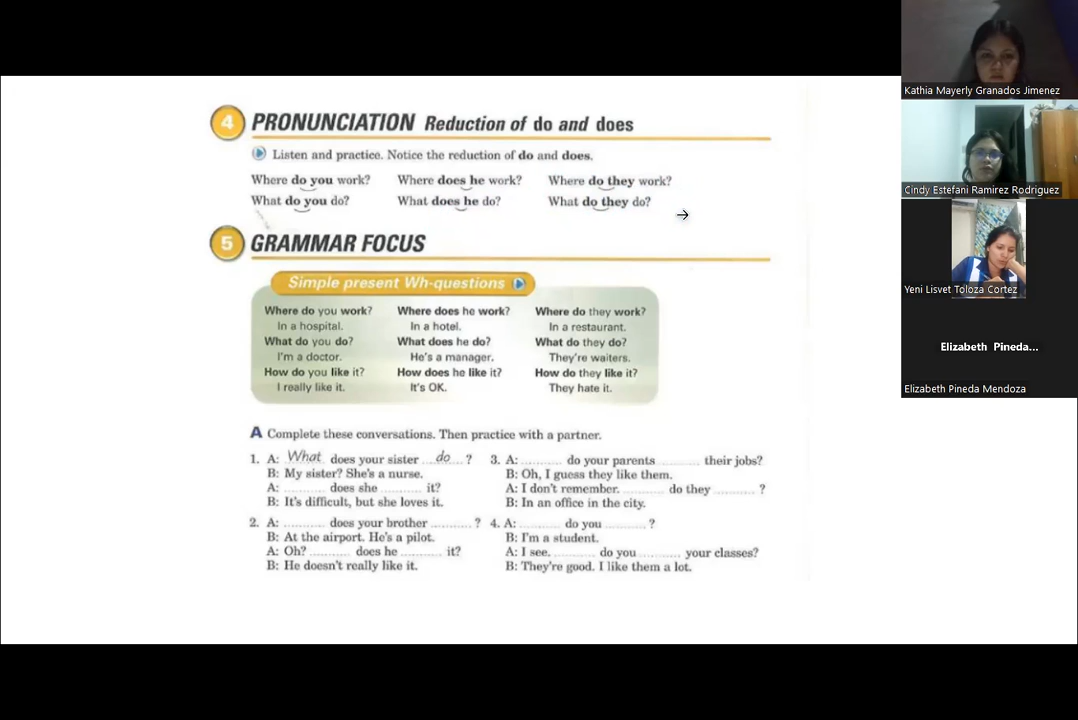 4 PRONUNCIATION Reduction of do and does
Listen and practice. Notice the reduction of do and does.
Where do you work? Where does he work? Where do they work?
What do you do? What does he do? What do they do?
5 GRAMMAR FOCUS
Simple present Wh-questions
Where do you work? Where does he work? Where do they work?
In a hospital. In a hotel. In a restaurant.
What do you do? What does he do? What do they do?
I'm a doctor. He's a manager. They're waiters.
How do you like it? How does he like it? How do they like it?
I really like it. It's OK. They hate it.
A Complete these conversations. Then practice with a partner.
1. A: What does your sister do ?
B: My sister? She's a nurse.
A: ........... does she ........... it?
B: It's difficult, but she loves it.
2. A: ........... does your brother ........... ?
B: At the airport. He's a pilot.
A: Oh? ........... does he ........... it?
B: He doesn't really like it.
3. A: ........... do your parents ........... their jobs?
B: Oh, I guess they like them.
A: I don't remember. ........... do they ........... ?
B: In an office in the city.
4. A: ........... do you ........... ?
B: I'm a student.
A: I see. ........... do you ........... your classes?
B: They're good. I like them a lot.
Kathia Mayerly Granados Jimenez
Cindy Estefani Ramirez Rodriguez
Yeni Lisvet Toloza Cortez
Elizabeth Pineda...
Elizabeth Pineda Mendoza